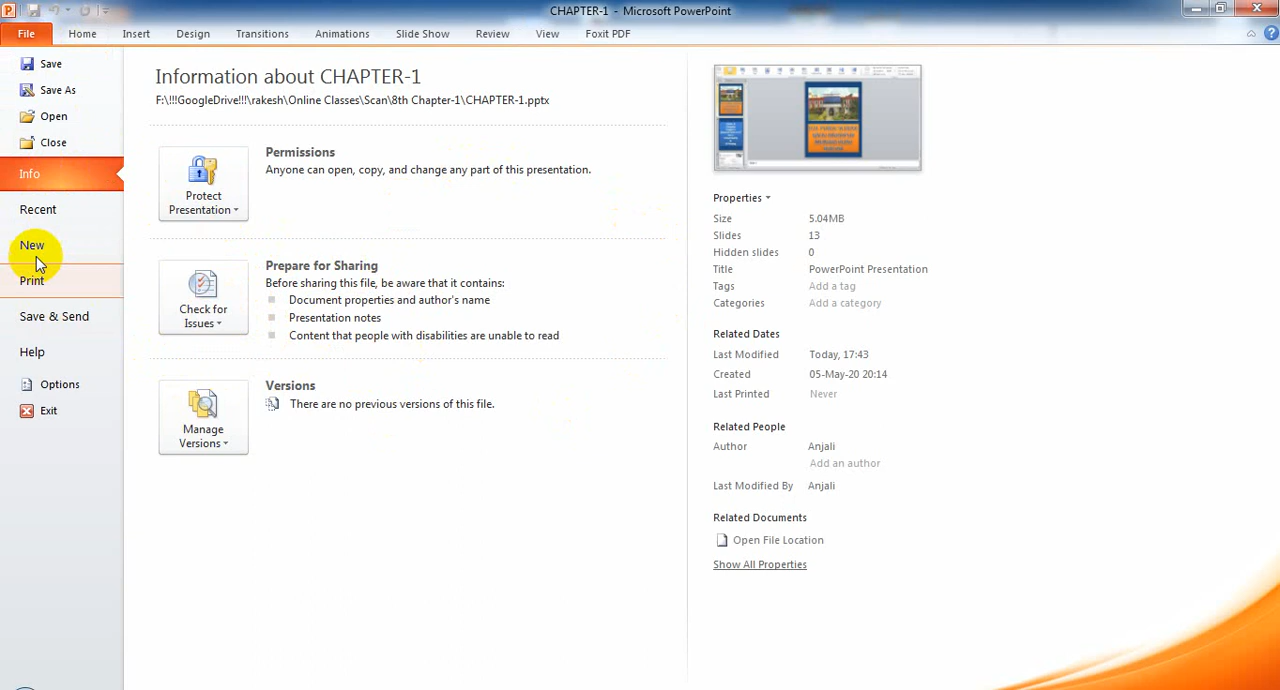 CHAPTER-1 - Microsoft PowerPoint
File Home Insert Design Transitions Animations Slide Show Review View Foxit PDF
Save
Save As
Open
Close
Info
Recent
New
Print
Save & Send
Help
Options
Exit
Information about CHAPTER-1
F:\!!!GoogleDrive!!!\rakesh\Online Classes\Scan\8th Chapter-1\CHAPTER-1.pptx
Protect
Presentation
Permissions
Anyone can open, copy, and change any part of this presentation.
Check for
Issues
Prepare for Sharing
Before sharing this file, be aware that it contains:
Document properties and author's name
Presentation notes
Content that people with disabilities are unable to read
Manage
Versions
Versions
There are no previous versions of this file.
Properties
Size 5.04MB
Slides 13
Hidden slides 0
Title PowerPoint Presentation
Tags Add a tag
Categories Add a category
Related Dates
Last Modified Today, 17:43
Created 05-May-20 20:14
Last Printed Never
Related People
Author Anjali
Add an author
Last Modified By Anjali
Related Documents
Open File Location
Show All Properties